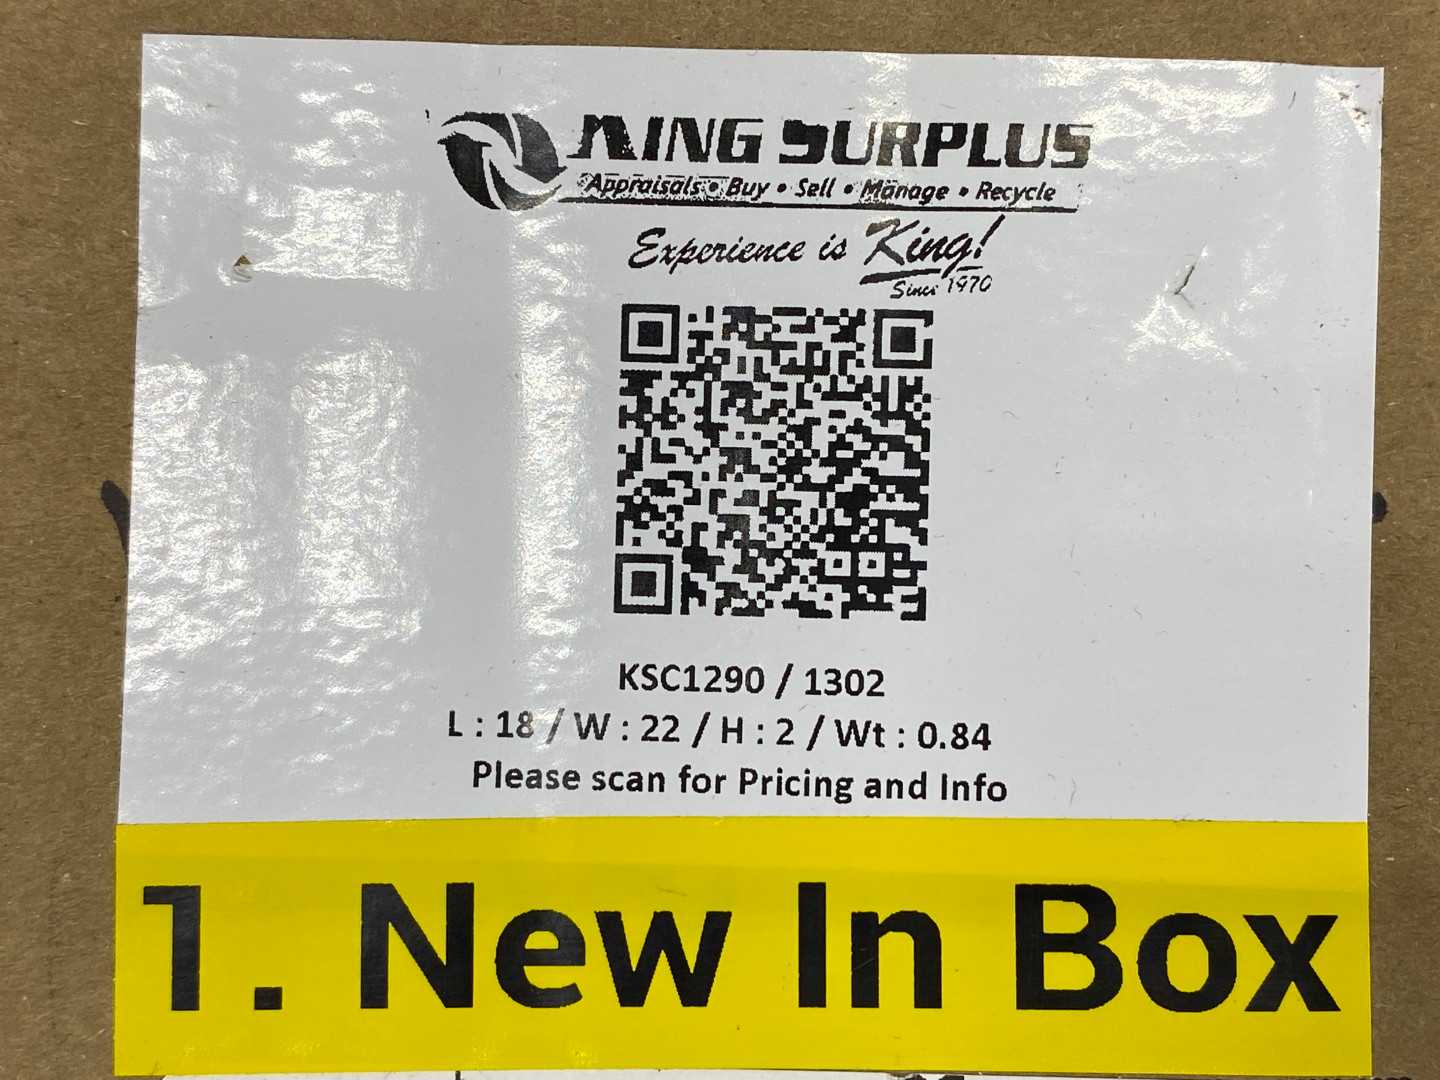 KING SURPLUS
Appraisals • Buy • Sell • Manage • Recycle
Experience is King!
Since 1970
KSC1290 / 1302
L : 18 / W : 22 / H : 2 / Wt : 0.84
Please scan for Pricing and Info
1. New In Box